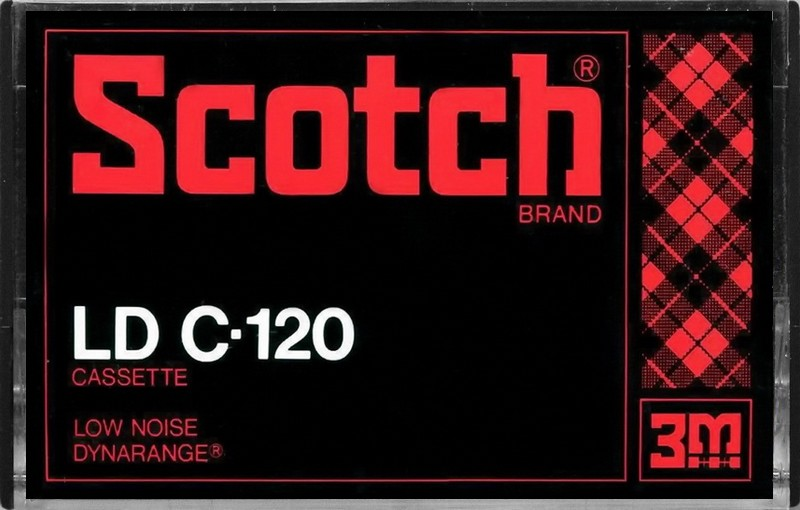 Scotch®
BRAND
LD C·120
CASSETTE
LOW NOISE
DYNARANGE®
3M